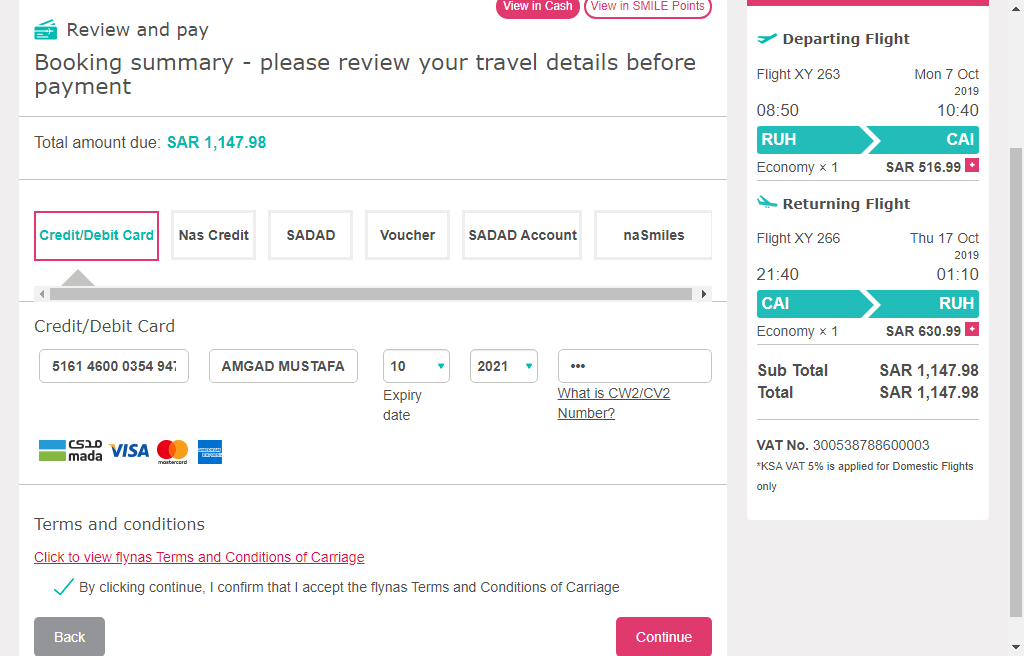 View in Cash
View in SMILE Points
Review and pay
Booking summary - please review your travel details before
payment
Total amount due: SAR 1,147.98
Credit/Debit Card
Nas Credit
SADAD
Voucher
SADAD Account
naSmiles
Credit/Debit Card
5161 4600 0354 947
AMGAD MUSTAFA
10
2021
•••
Expiry
date
What is CW2/CV2
Number?
mada
VISA
mastercard
AMERICAN EXPRESS
Terms and conditions
Click to view flynas Terms and Conditions of Carriage
By clicking continue, I confirm that I accept the flynas Terms and Conditions of Carriage
Back
Continue
Departing Flight
Flight XY 263 Mon 7 Oct
2019
08:50 10:40
RUH CAI
Economy × 1 SAR 516.99 +
Returning Flight
Flight XY 266 Thu 17 Oct
2019
21:40 01:10
CAI RUH
Economy × 1 SAR 630.99 +
Sub Total SAR 1,147.98
Total SAR 1,147.98
VAT No. 300538788600003
*KSA VAT 5% is applied for Domestic Flights
only